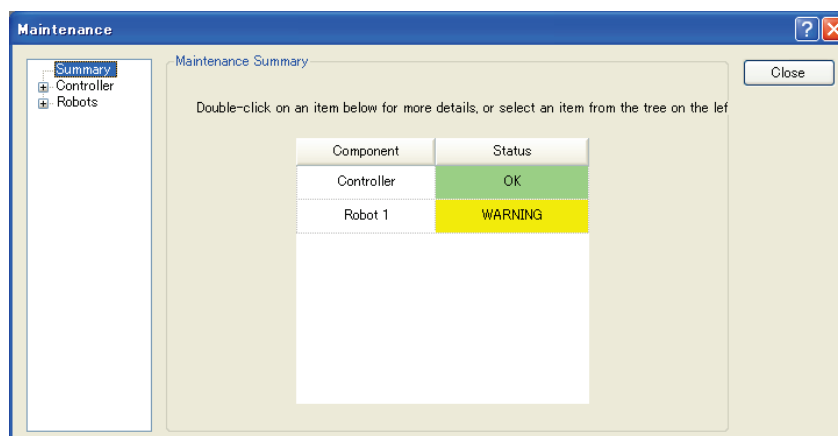 Maintenance
Summary
Controller
Robots
Maintenance Summary
Close
Double-click on an item below for more details, or select an item from the tree on the lef
Component Status
Controller OK
Robot 1 WARNING